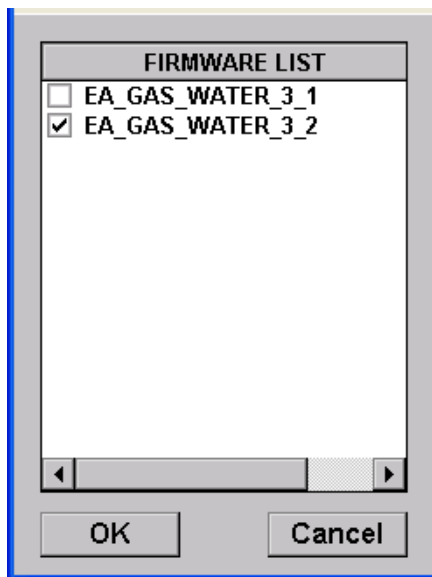 FIRMWARE LIST
EA_GAS_WATER_3_1
EA_GAS_WATER_3_2
OK Cancel